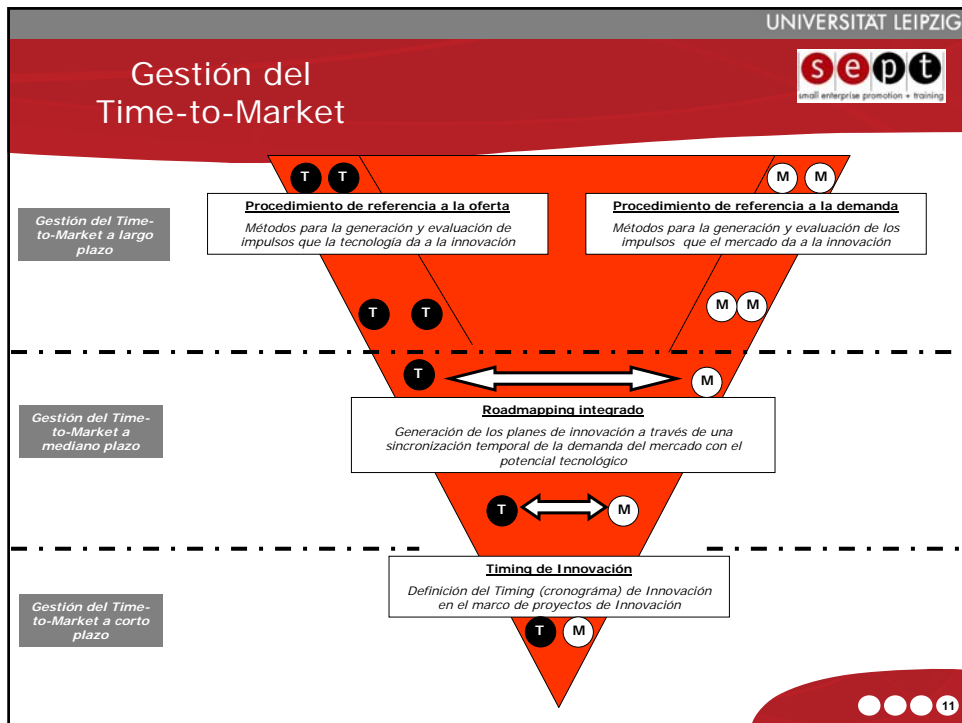 UNIVERSITÄT LEIPZIG
Gestión del
Time-to-Market
sept
small enterprise promotion + training
T T
M M
Procedimiento de referencia a la oferta
Métodos para la generación y evaluación de
impulsos que la tecnología da a la innovación
Procedimiento de referencia a la demanda
Métodos para la generación y evaluación de los
impulsos que el mercado da a la innovación
Gestión del Time-
to-Market a largo
plazo
T T
M M
T
M
Roadmapping integrado
Generación de los planes de innovación a través de una
sincronización temporal de la demanda del mercado con el
potencial tecnológico
Gestión del Time-
to-Market a
mediano plazo
T
M
Timing de Innovación
Definición del Timing (cronográma) de Innovación
en el marco de proyectos de Innovación
Gestión del Time-
to-Market a corto
plazo
T M
11